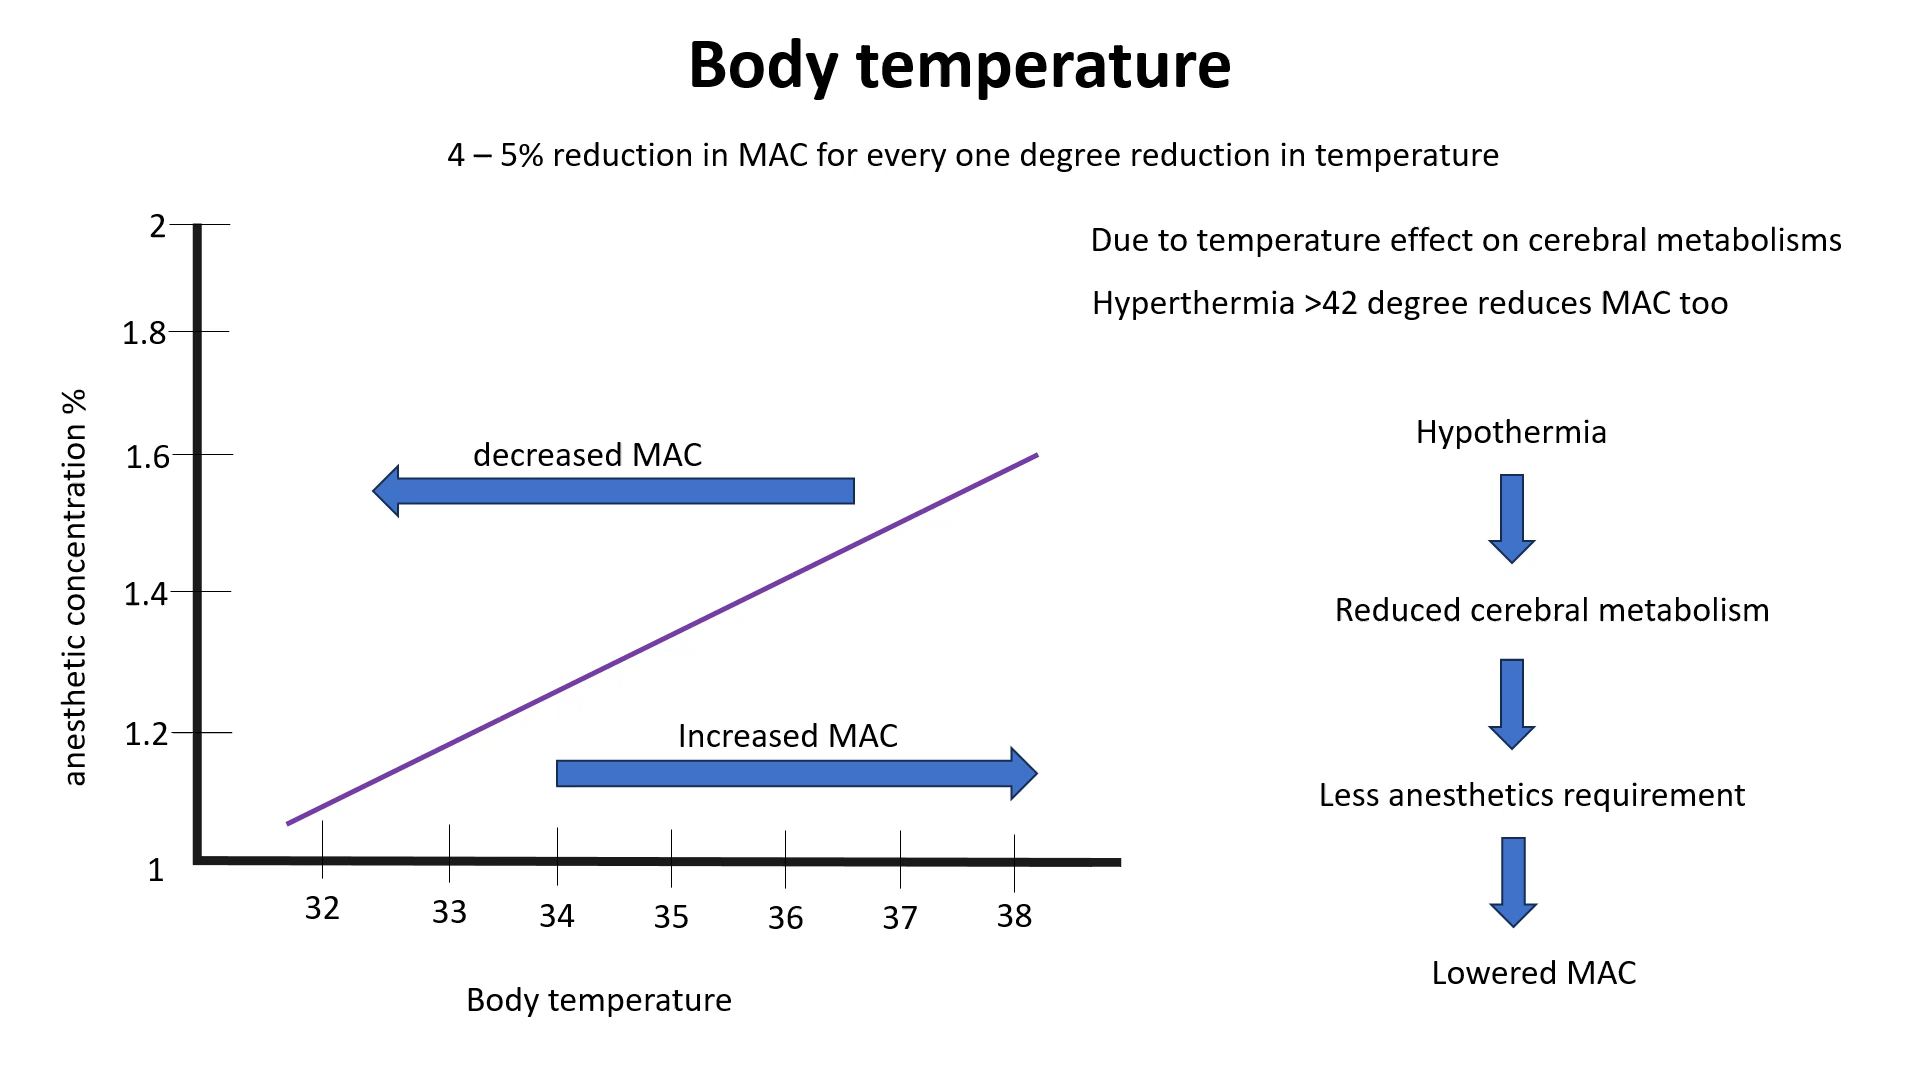 Body temperature
4 – 5% reduction in MAC for every one degree reduction in temperature
Due to temperature effect on cerebral metabolisms
Hyperthermia >42 degree reduces MAC too
anesthetic concentration %
2
1.8
1.6
1.4
1.2
1
decreased MAC
Increased MAC
32 33 34 35 36 37 38
Body temperature
Hypothermia
Reduced cerebral metabolism
Less anesthetics requirement
Lowered MAC